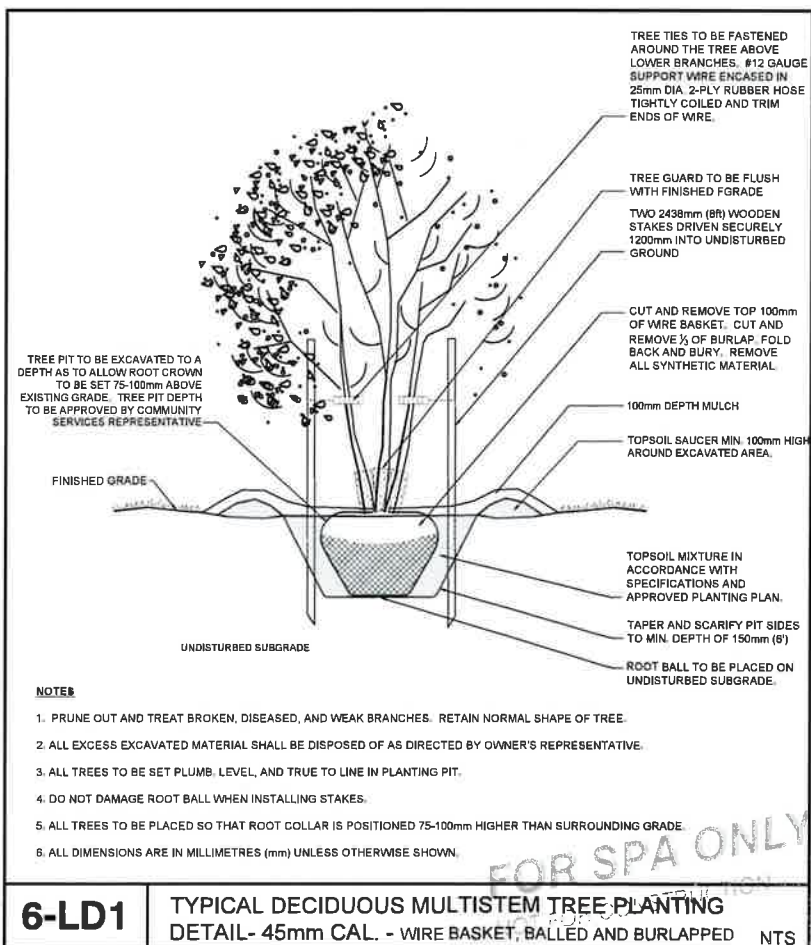 TREE TIES TO BE FASTENED
AROUND THE TREE ABOVE
LOWER BRANCHES. #12 GAUGE
SUPPORT WIRE ENCASED IN
25mm DIA. 2-PLY RUBBER HOSE
TIGHTLY COILED AND TRIM
ENDS OF WIRE.
TREE GUARD TO BE FLUSH
WITH FINISHED FGRADE
TWO 2438mm (8ft) WOODEN
STAKES DRIVEN SECURELY
1200mm INTO UNDISTURBED
GROUND
CUT AND REMOVE TOP 100mm
OF WIRE BASKET. CUT AND
REMOVE ⅓ OF BURLAP. FOLD
BACK AND BURY. REMOVE
ALL SYNTHETIC MATERIAL.
TREE PIT TO BE EXCAVATED TO A
DEPTH AS TO ALLOW ROOT CROWN
TO BE SET 75-100mm ABOVE
EXISTING GRADE. TREE PIT DEPTH
TO BE APPROVED BY COMMUNITY
SERVICES REPRESENTATIVE
100mm DEPTH MULCH
TOPSOIL SAUCER MIN. 100mm HIGH
AROUND EXCAVATED AREA.
FINISHED GRADE
TOPSOIL MIXTURE IN
ACCORDANCE WITH
SPECIFICATIONS AND
APPROVED PLANTING PLAN.
TAPER AND SCARIFY PIT SIDES
TO MIN. DEPTH OF 150mm (6')
UNDISTURBED SUBGRADE
ROOT BALL TO BE PLACED ON
UNDISTURBED SUBGRADE.
NOTES
1. PRUNE OUT AND TREAT BROKEN, DISEASED, AND WEAK BRANCHES. RETAIN NORMAL SHAPE OF TREE.
2. ALL EXCESS EXCAVATED MATERIAL SHALL BE DISPOSED OF AS DIRECTED BY OWNER'S REPRESENTATIVE.
3. ALL TREES TO BE SET PLUMB, LEVEL, AND TRUE TO LINE IN PLANTING PIT.
4. DO NOT DAMAGE ROOT BALL WHEN INSTALLING STAKES.
5. ALL TREES TO BE PLACED SO THAT ROOT COLLAR IS POSITIONED 75-100mm HIGHER THAN SURROUNDING GRADE.
6. ALL DIMENSIONS ARE IN MILLIMETRES (mm) UNLESS OTHERWISE SHOWN.
FOR SPA ONLY
6-LD1
TYPICAL DECIDUOUS MULTISTEM TREE PLANTING
DETAIL- 45mm CAL. - WIRE BASKET, BALLED AND BURLAPPED
NTS